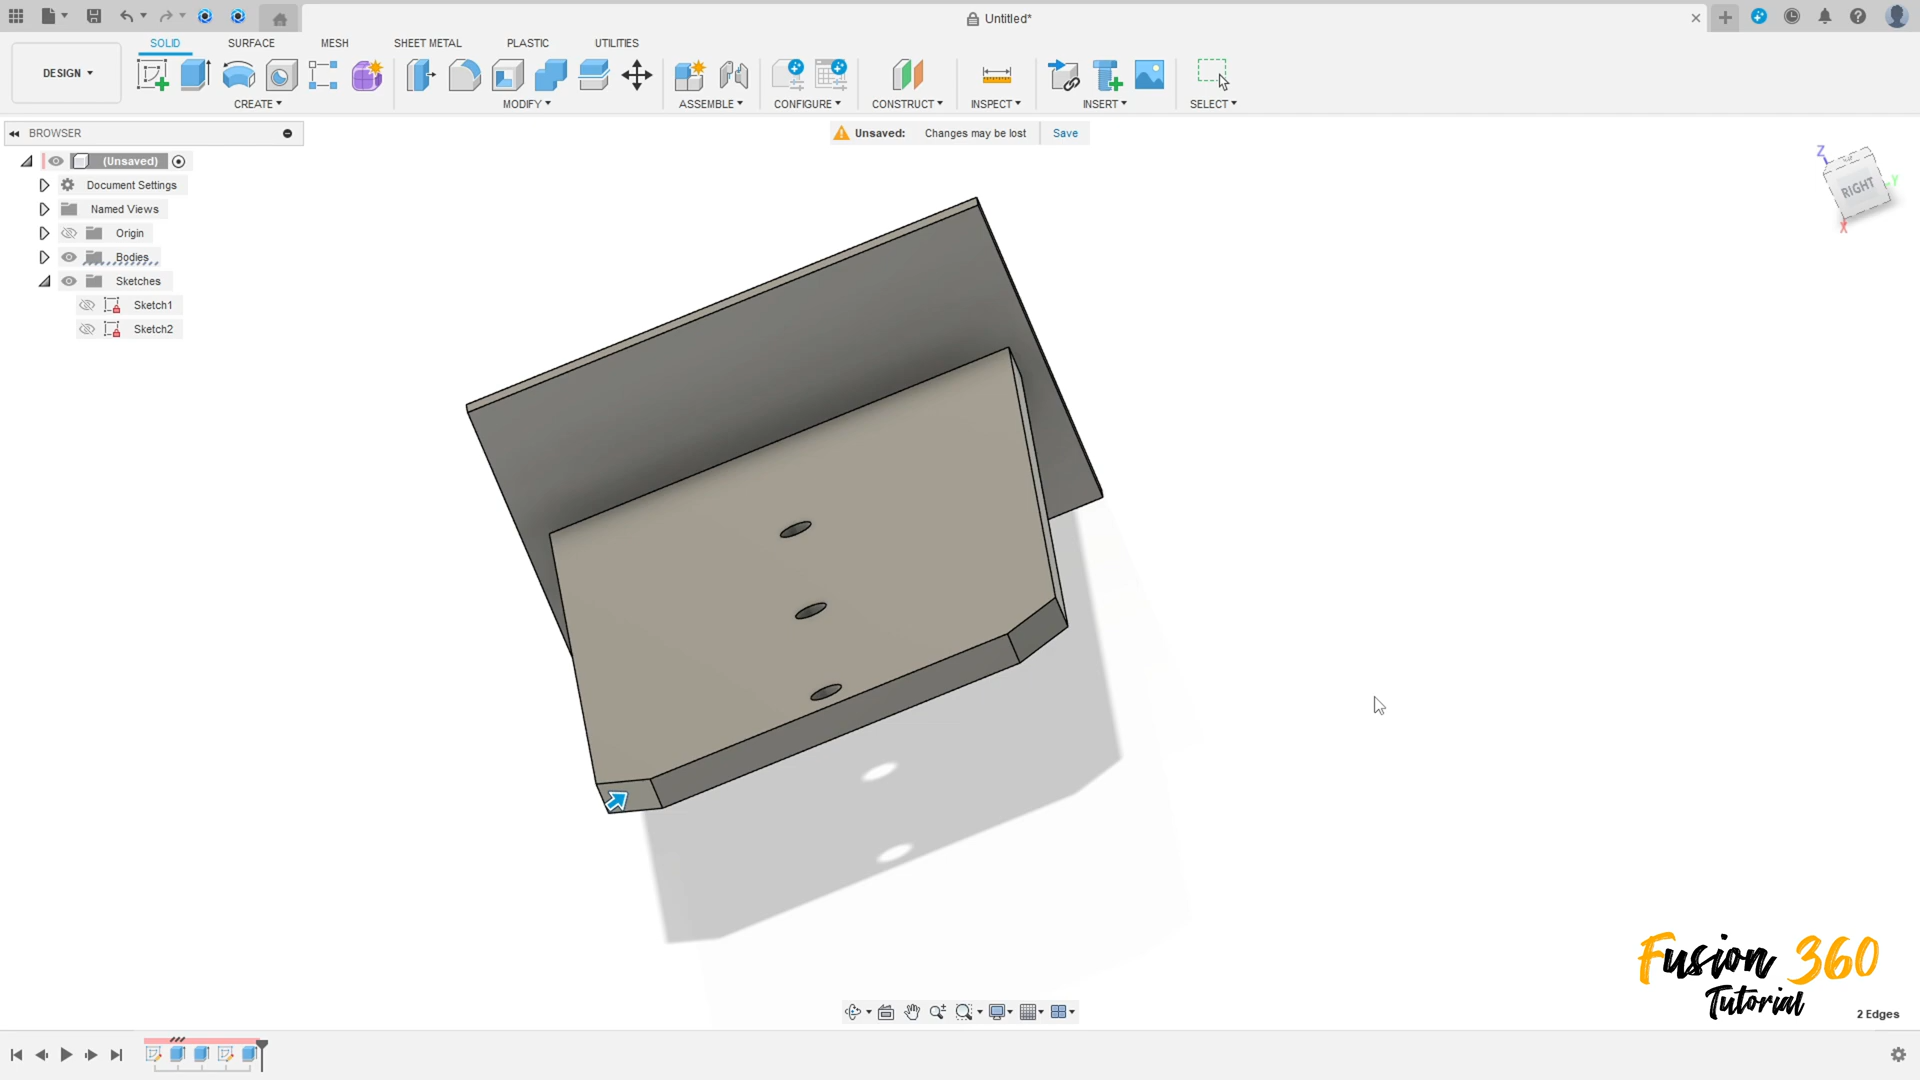 Untitled*
SOLID
SURFACE
MESH
SHEET METAL
PLASTIC
UTILITIES
DESIGN
CREATE
MODIFY
ASSEMBLE
CONFIGURE
CONSTRUCT
INSPECT
INSERT
SELECT
BROWSER
Unsaved: Changes may be lost Save
(Unsaved)
Document Settings
Named Views
Origin
Bodies
Sketches
Sketch1
Sketch2
Z
RIGHT
Y
X
Fusion 360
Tutorial
2 Edges